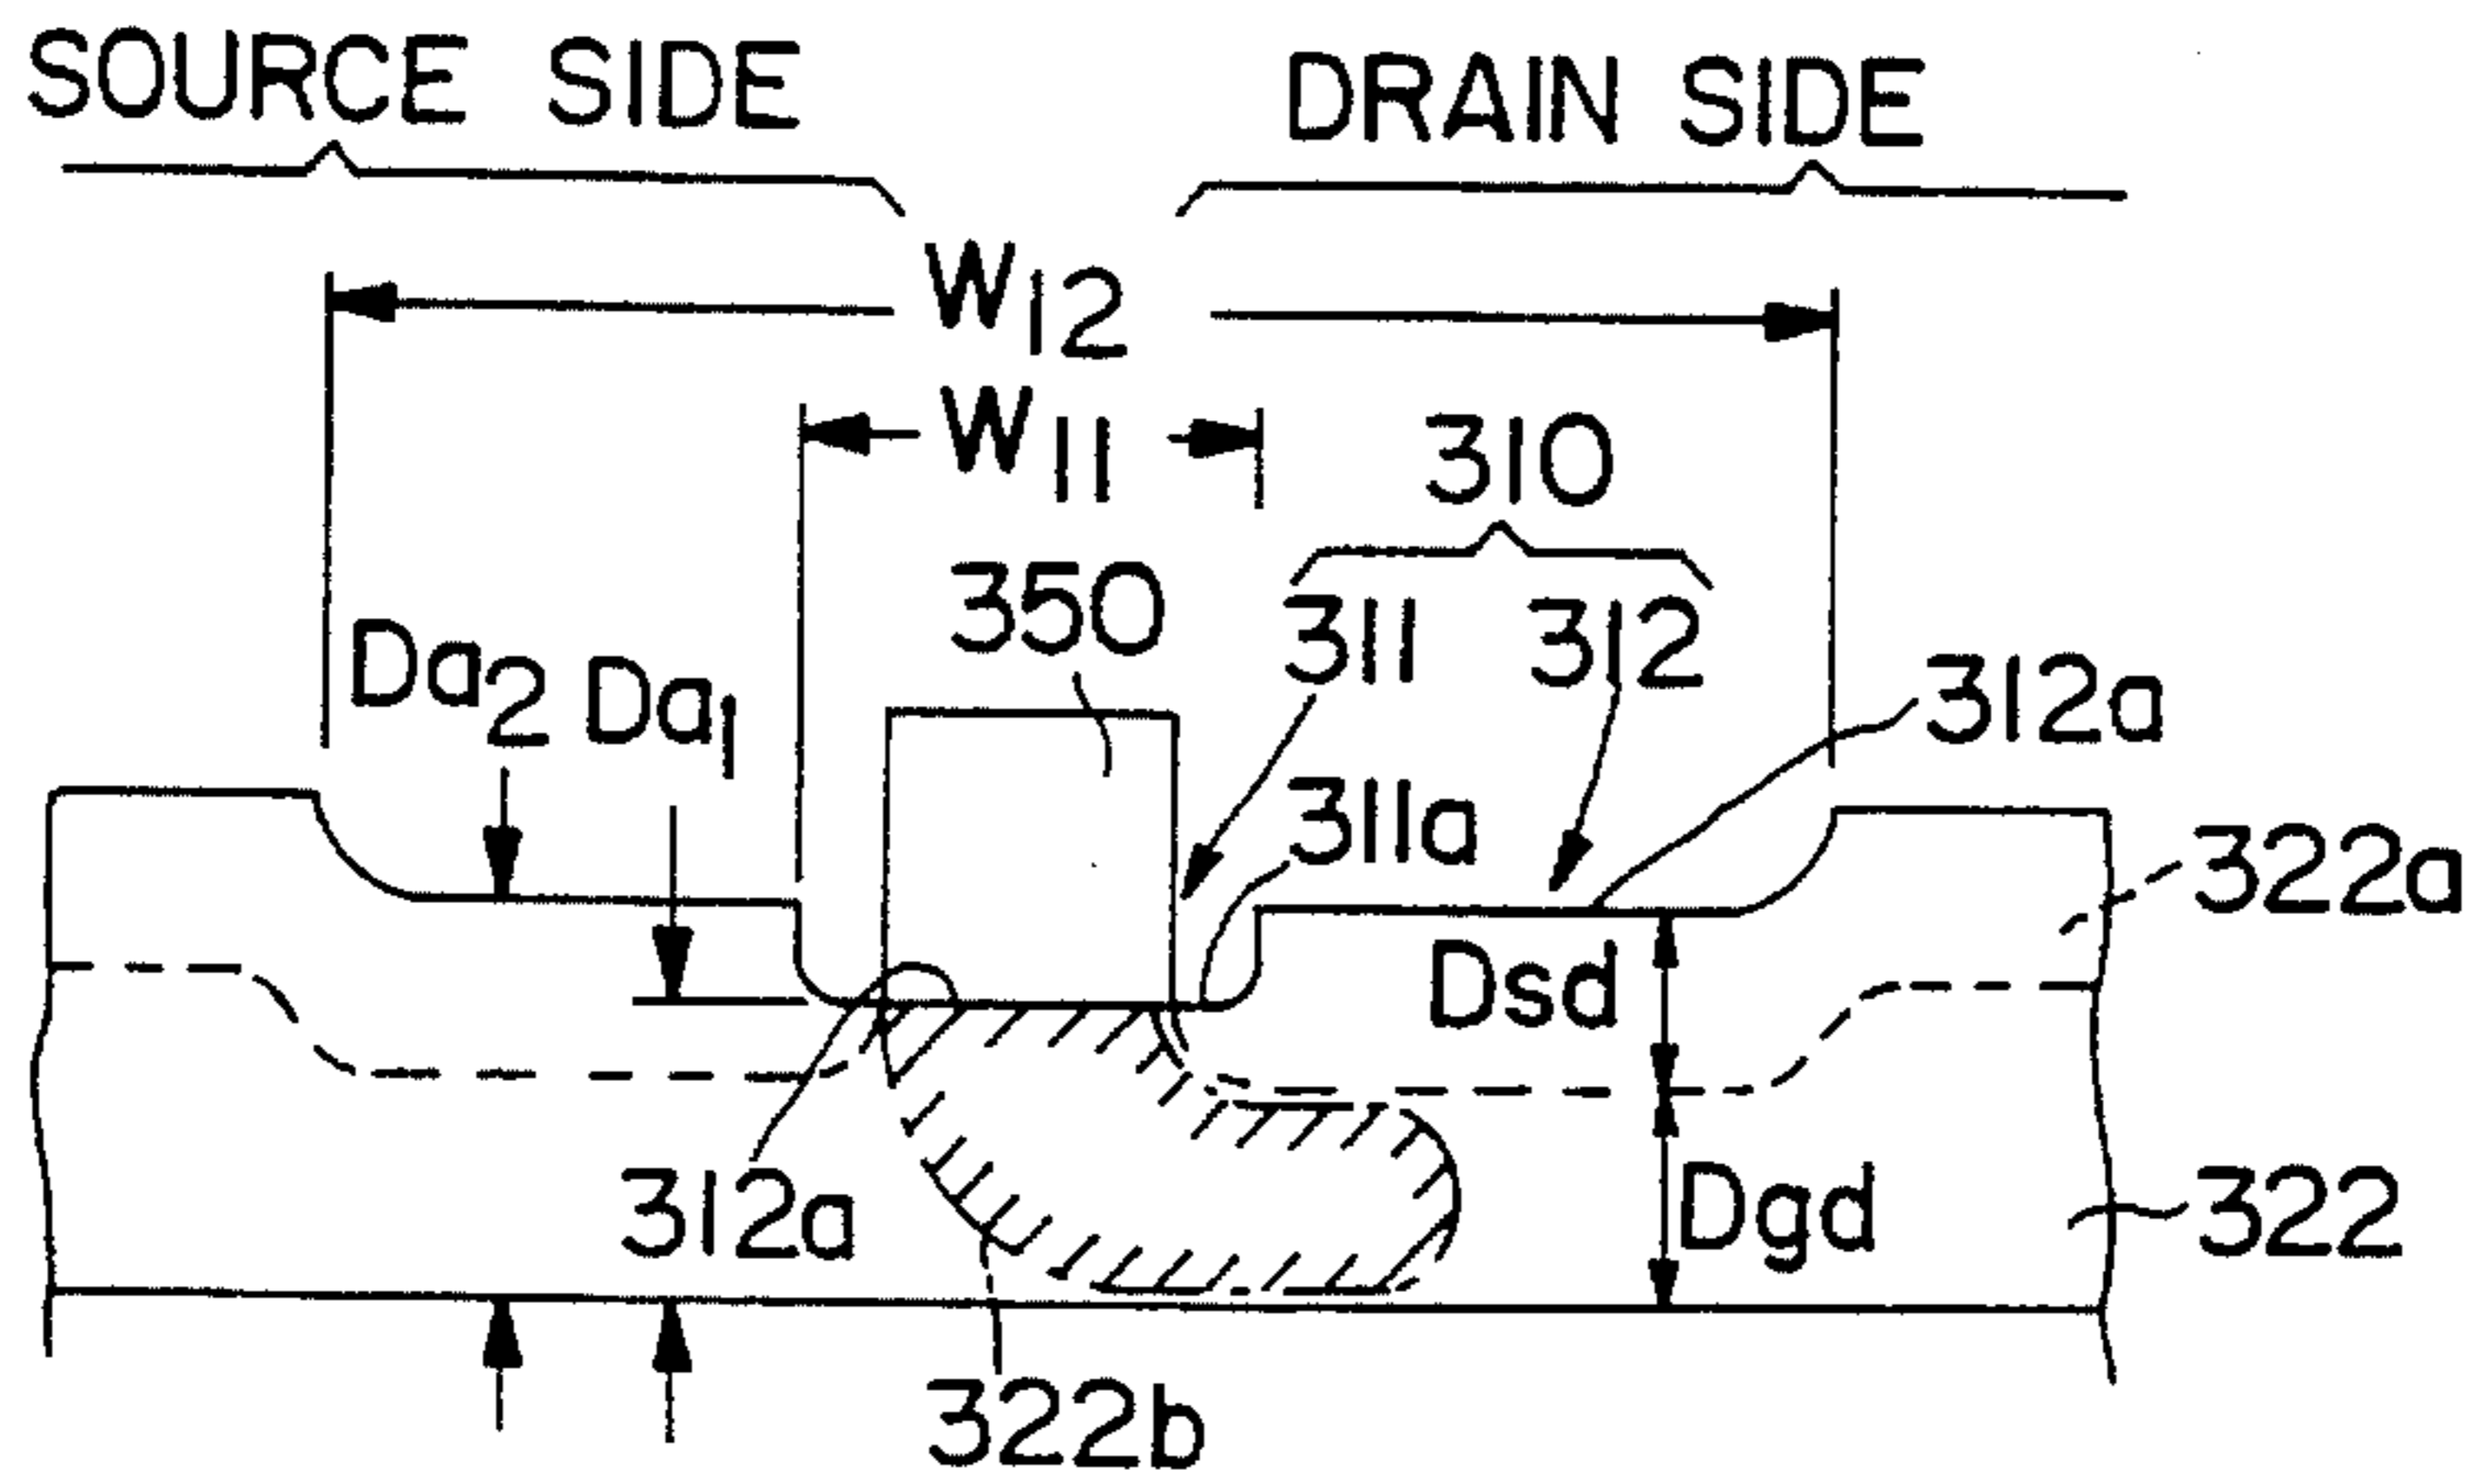 SOURCE SIDE
DRAIN SIDE
W12
W11
310
350
311
312
Da2
Da1
312a
311a
322a
Dsd
312a
Dgd
322
322b